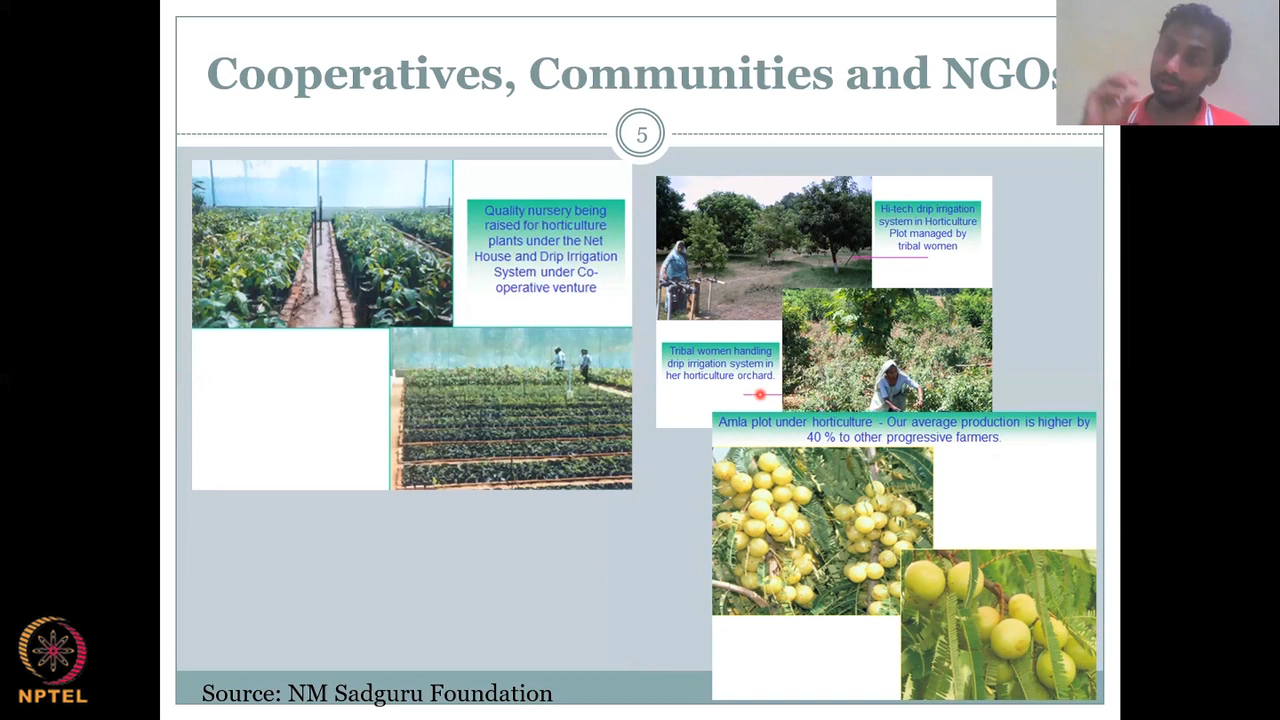 Cooperatives, Communities and NGOs
5
Quality nursery being
raised for horticulture
plants under the Net
House and Drip Irrigation
System under Co-
operative venture
Hi-tech drip irrigation
system in Horticulture
Plot managed by
tribal women
Tribal women handling
drip irrigation system in
her horticulture orchard.
Amla plot under horticulture - Our average production is higher by
40 % to other progressive farmers.
Source: NM Sadguru Foundation
NPTEL